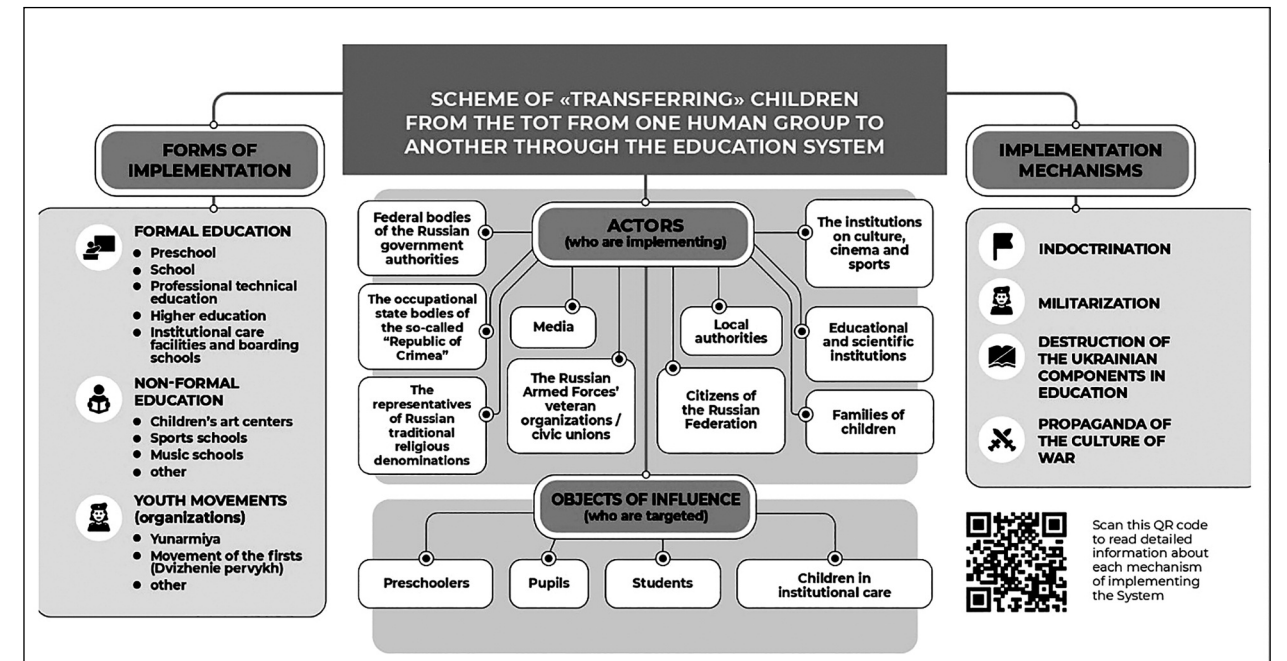 SCHEME OF «TRANSFERRING» CHILDREN
FROM THE TOT FROM ONE HUMAN GROUP TO
ANOTHER THROUGH THE EDUCATION SYSTEM
FORMS OF
IMPLEMENTATION
FORMAL EDUCATION
● Preschool
● School
● Professional technical
education
● Higher education
● Institutional care
facilities and boarding
schools
NON-FORMAL
EDUCATION
● Children's art centers
● Sports schools
● Music schools
● other
YOUTH MOVEMENTS
(organizations)
● Yunarmiya
● Movement of the firsts
(Dvizhenie pervykh)
● other
ACTORS
(who are implementing)
Federal bodies
of the Russian
government
authorities
The occupational
state bodies of
the so-called
“Republic of
Crimea”
The
representatives
of Russian
traditional
religious
denominations
Media
The Russian
Armed Forces’
veteran
organizations /
civic unions
Local
authorities
Citizens of
the Russian
Federation
The institutions
on culture,
cinema and
sports
Educational
and scientific
institutions
Families of
children
OBJECTS OF INFLUENCE
(who are targeted)
Preschoolers
Pupils
Students
Children in
institutional care
IMPLEMENTATION
MECHANISMS
INDOCTRINATION
MILITARIZATION
DESTRUCTION OF
THE UKRAINIAN
COMPONENTS IN
EDUCATION
PROPAGANDA OF
THE CULTURE OF
WAR
Scan this QR code
to read detailed
information about
each mechanism
of implementing
the System